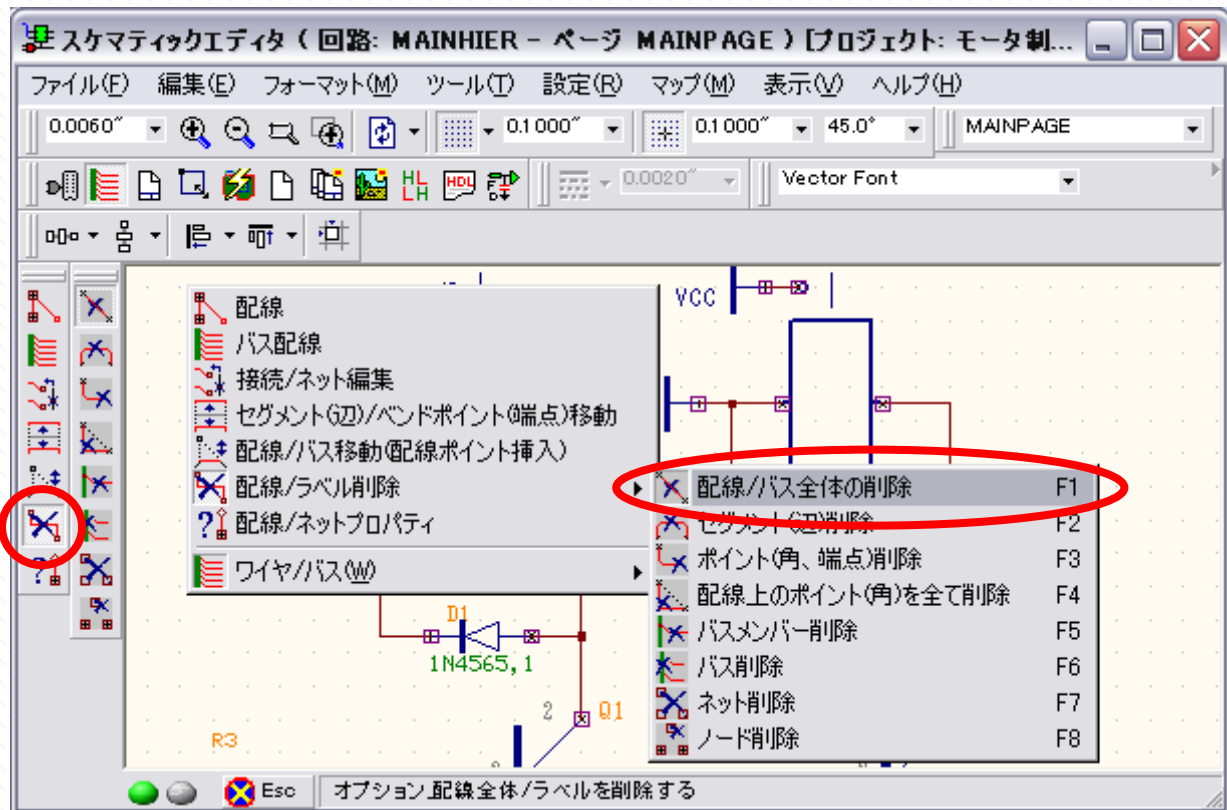 スケマティックエディタ ( 回路: MAINHIER - ページ MAINPAGE ) [プロジェクト: モータ制...
ファイル(F) 編集(E) フォーマット(M) ツール(T) 設定(R) マップ(M) 表示(V) ヘルプ(H)
0.0060" 0.1000" 0.1000" 45.0° MAINPAGE
HL LH HDL 0.0020" Vector Font
VCC
配線
バス配線
接続/ネット編集
セグメント(辺)/ベンドポイント(端点)移動
配線/バス移動(配線ポイント挿入)
配線/ラベル削除
配線/ネットプロパティ
ワイヤ/バス(W)
配線/バス全体の削除 F1
セグメント(辺)削除 F2
ポイント(角、端点)削除 F3
配線上のポイント(角)を全て削除 F4
バスメンバー削除 F5
バス削除 F6
ネット削除 F7
ノード削除 F8
D1
1N4565,1
2 Q1
R3
Esc オプション_配線全体/ラベルを削除する